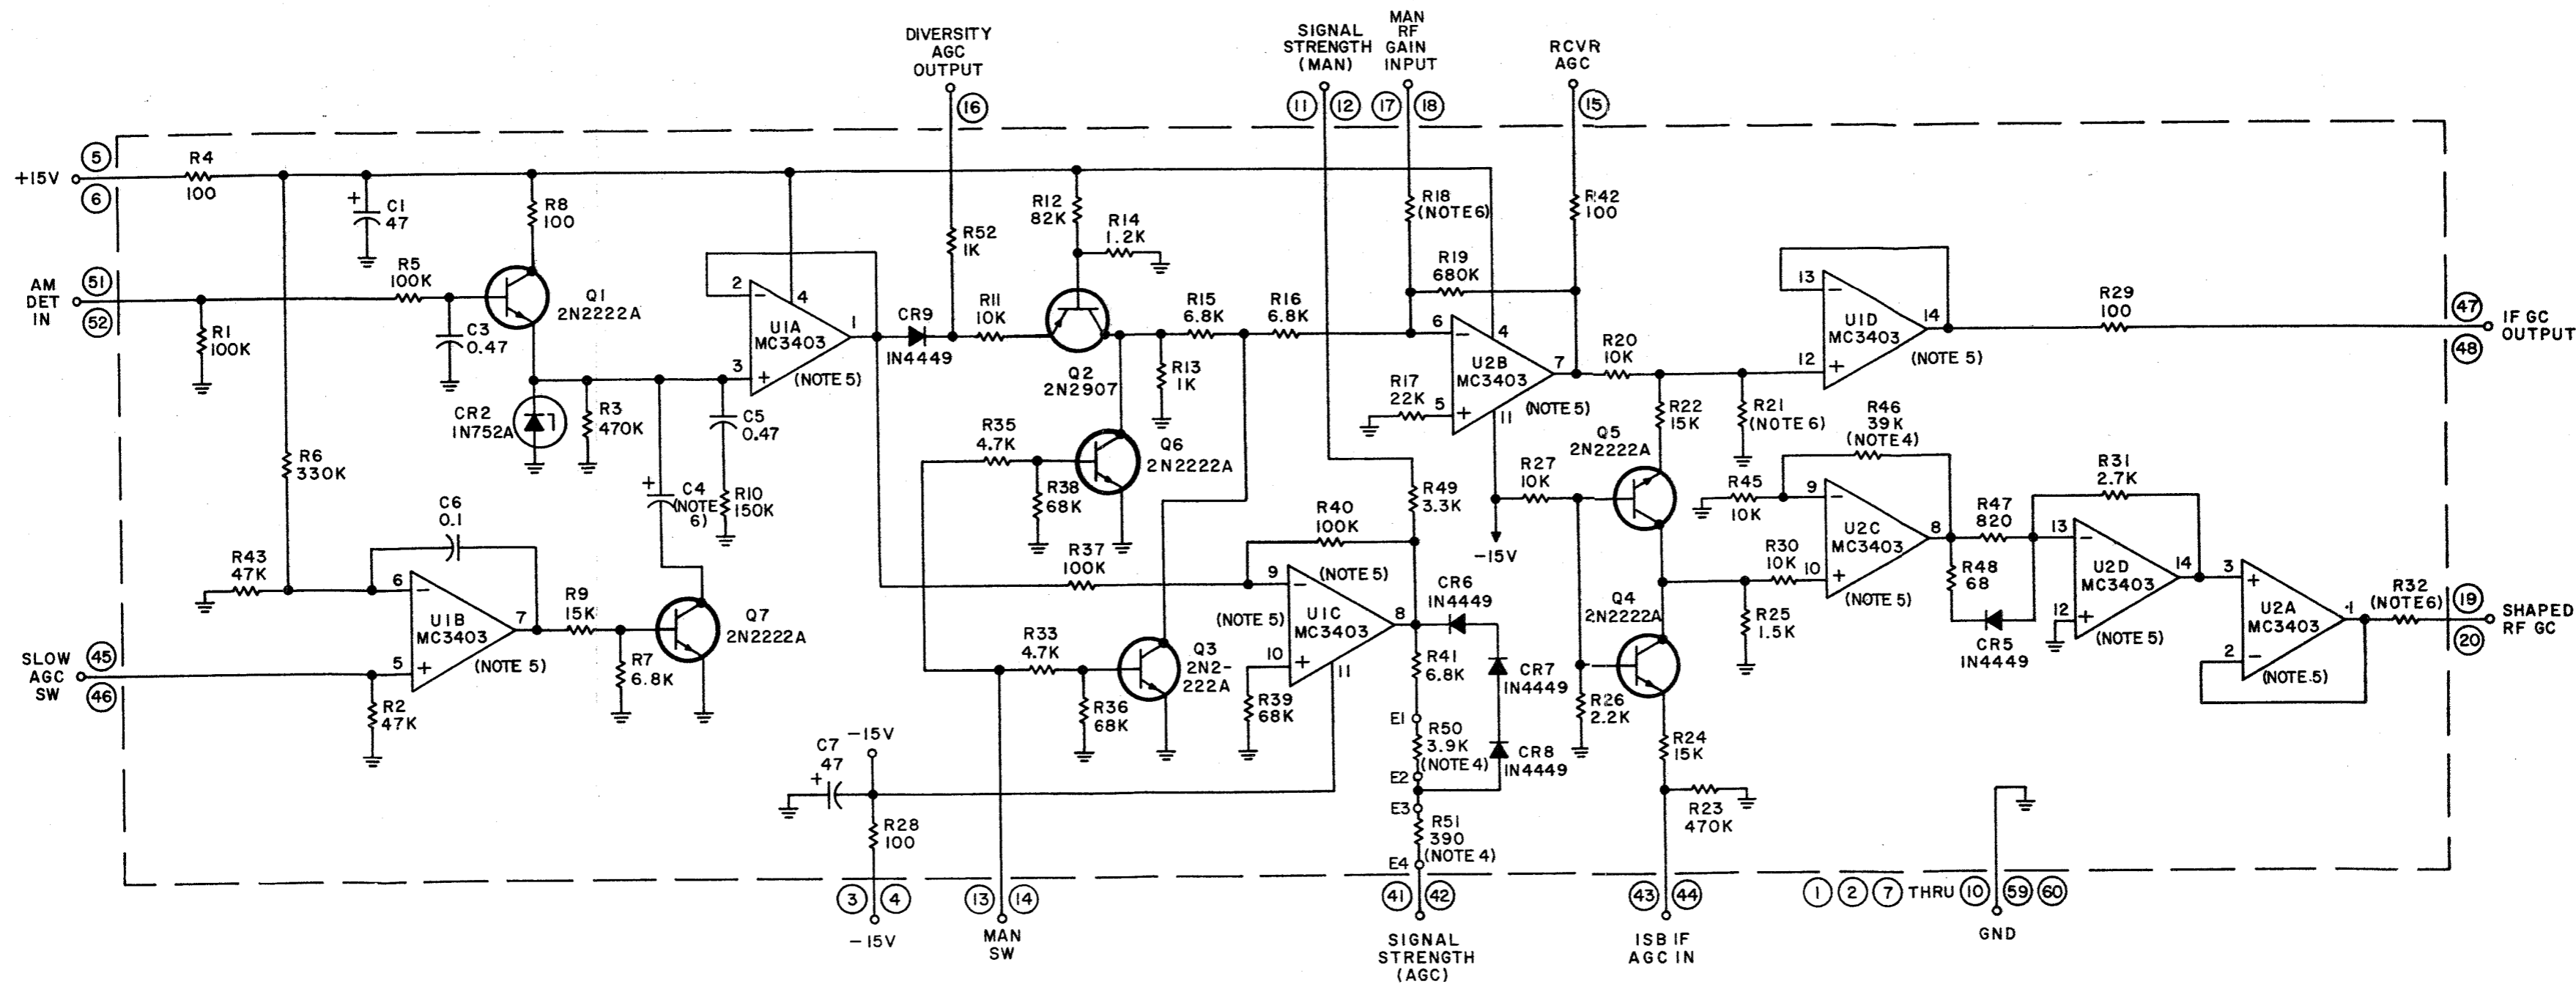 DIVERSITY
AGC
OUTPUT
16
SIGNAL
STRENGTH
(MAN)
11 12
MAN
RF
GAIN
INPUT
17 18
RCVR
AGC
15
+15V
5
6
R4
100
C1
47
+
R8
100
R12
82K
R14
1.2K
R52
1K
R18
(NOTE 6)
R42
100
AM
DET
IN
51
52
R5
100K
R1
100K
C3
0.47
Q1
2N2222A
2
−
4
U1A
MC3403
1
3
+
(NOTE 5)
CR9
1N4449
R11
10K
Q2
2N2907
R15
6.8K
R16
6.8K
R13
1K
R19
680K
6
−
4
U2B
MC3403
7
5
+
11
(NOTE 5)
R17
22K
R20
10K
13
−
U1D
MC3403
14
12
+
(NOTE 5)
R29
100
47
48
IF GC
OUTPUT
CR2
1N752A
R3
470K
C5
0.47
R6
330K
+
C4
(NOTE
6)
R10
150K
R35
4.7K
R38
68K
Q6
2N2222A
R22
15K
R21
(NOTE 6)
Q5
2N2222A
R27
10K
−15V
R46
39K
(NOTE 4)
R45
10K
9
−
U2C
MC3403
8
10
+
(NOTE 5)
R30
10K
R47
820
R48
68
CR5
1N4449
R31
2.7K
13
−
U2D
MC3403
14
12
+
(NOTE 5)
3
+
U2A
MC3403
1
2
−
(NOTE 5)
R32
(NOTE 6)
19
20
SHAPED
RF GC
C6
0.1
R43
47K
6
−
U1B
MC3403
7
5
+
(NOTE 5)
R9
15K
R7
6.8K
Q7
2N2222A
SLOW
AGC
SW
45
46
R2
47K
R37
100K
R40
100K
R49
3.3K
9
−
(NOTE 5)
(NOTE 5)
U1C
MC3403
8
10
+
11
CR6
1N4449
CR7
1N4449
CR8
1N4449
R33
4.7K
R36
68K
Q3
2N2-
222A
R39
68K
R41
6.8K
E1
R50
3.9K
(NOTE 4)
E2
E3
R51
390
(NOTE 4)
E4
Q4
2N2222A
R25
1.5K
R26
2.2K
R24
15K
R23
470K
−15V
C7
47
+
R28
100
3 4
−15V
13 14
MAN
SW
41 42
SIGNAL
STRENGTH
(AGC)
43 44
ISB IF
AGC IN
1 2 7 THRU 10 59 60
GND